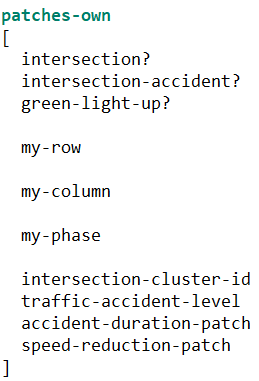 patches-own
[
intersection?
intersection-accident?
green-light-up?
my-row
my-column
my-phase
intersection-cluster-id
traffic-accident-level
accident-duration-patch
speed-reduction-patch
]